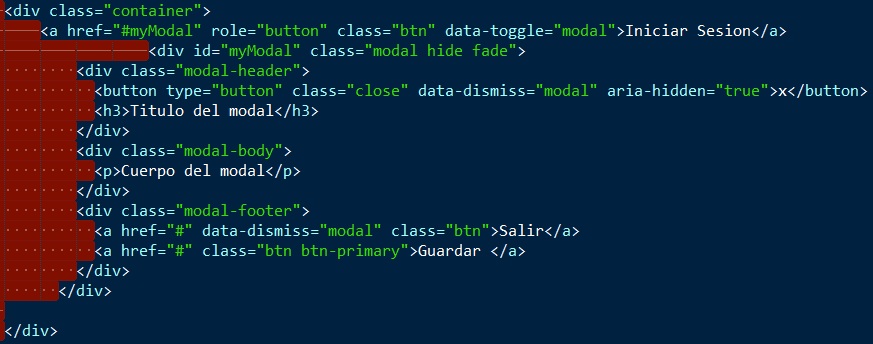 <div class="container">
<a href="#myModal" role="button" class="btn" data-toggle="modal">Iniciar Sesion</a>
<div id="myModal" class="modal hide fade">
<div class="modal-header">
<button type="button" class="close" data-dismiss="modal" aria-hidden="true">x</button>
<h3>Titulo del modal</h3>
</div>
<div class="modal-body">
<p>Cuerpo del modal</p>
</div>
<div class="modal-footer">
<a href="#" data-dismiss="modal" class="btn">Salir</a>
<a href="#" class="btn btn-primary">Guardar </a>
</div>
</div>
</div>